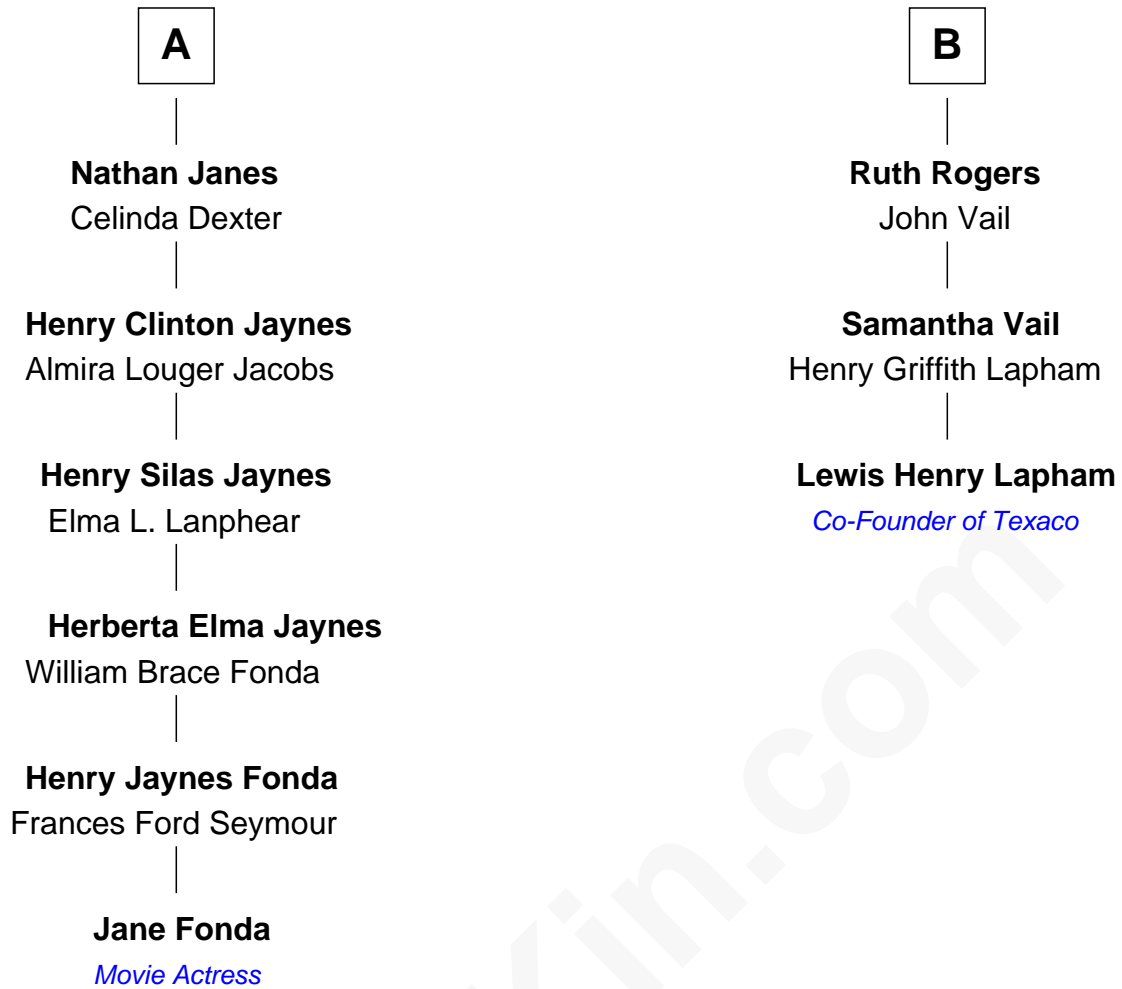 A
Nathan Janes
Celinda Dexter
Henry Clinton Jaynes
Almira Louger Jacobs
Henry Silas Jaynes
Elma L. Lanphear
Herberta Elma Jaynes
William Brace Fonda
Henry Jaynes Fonda
Frances Ford Seymour
Jane Fonda
Movie Actress
B
Ruth Rogers
John Vail
Samantha Vail
Henry Griffith Lapham
Lewis Henry Lapham
Co-Founder of Texaco
Kin.com